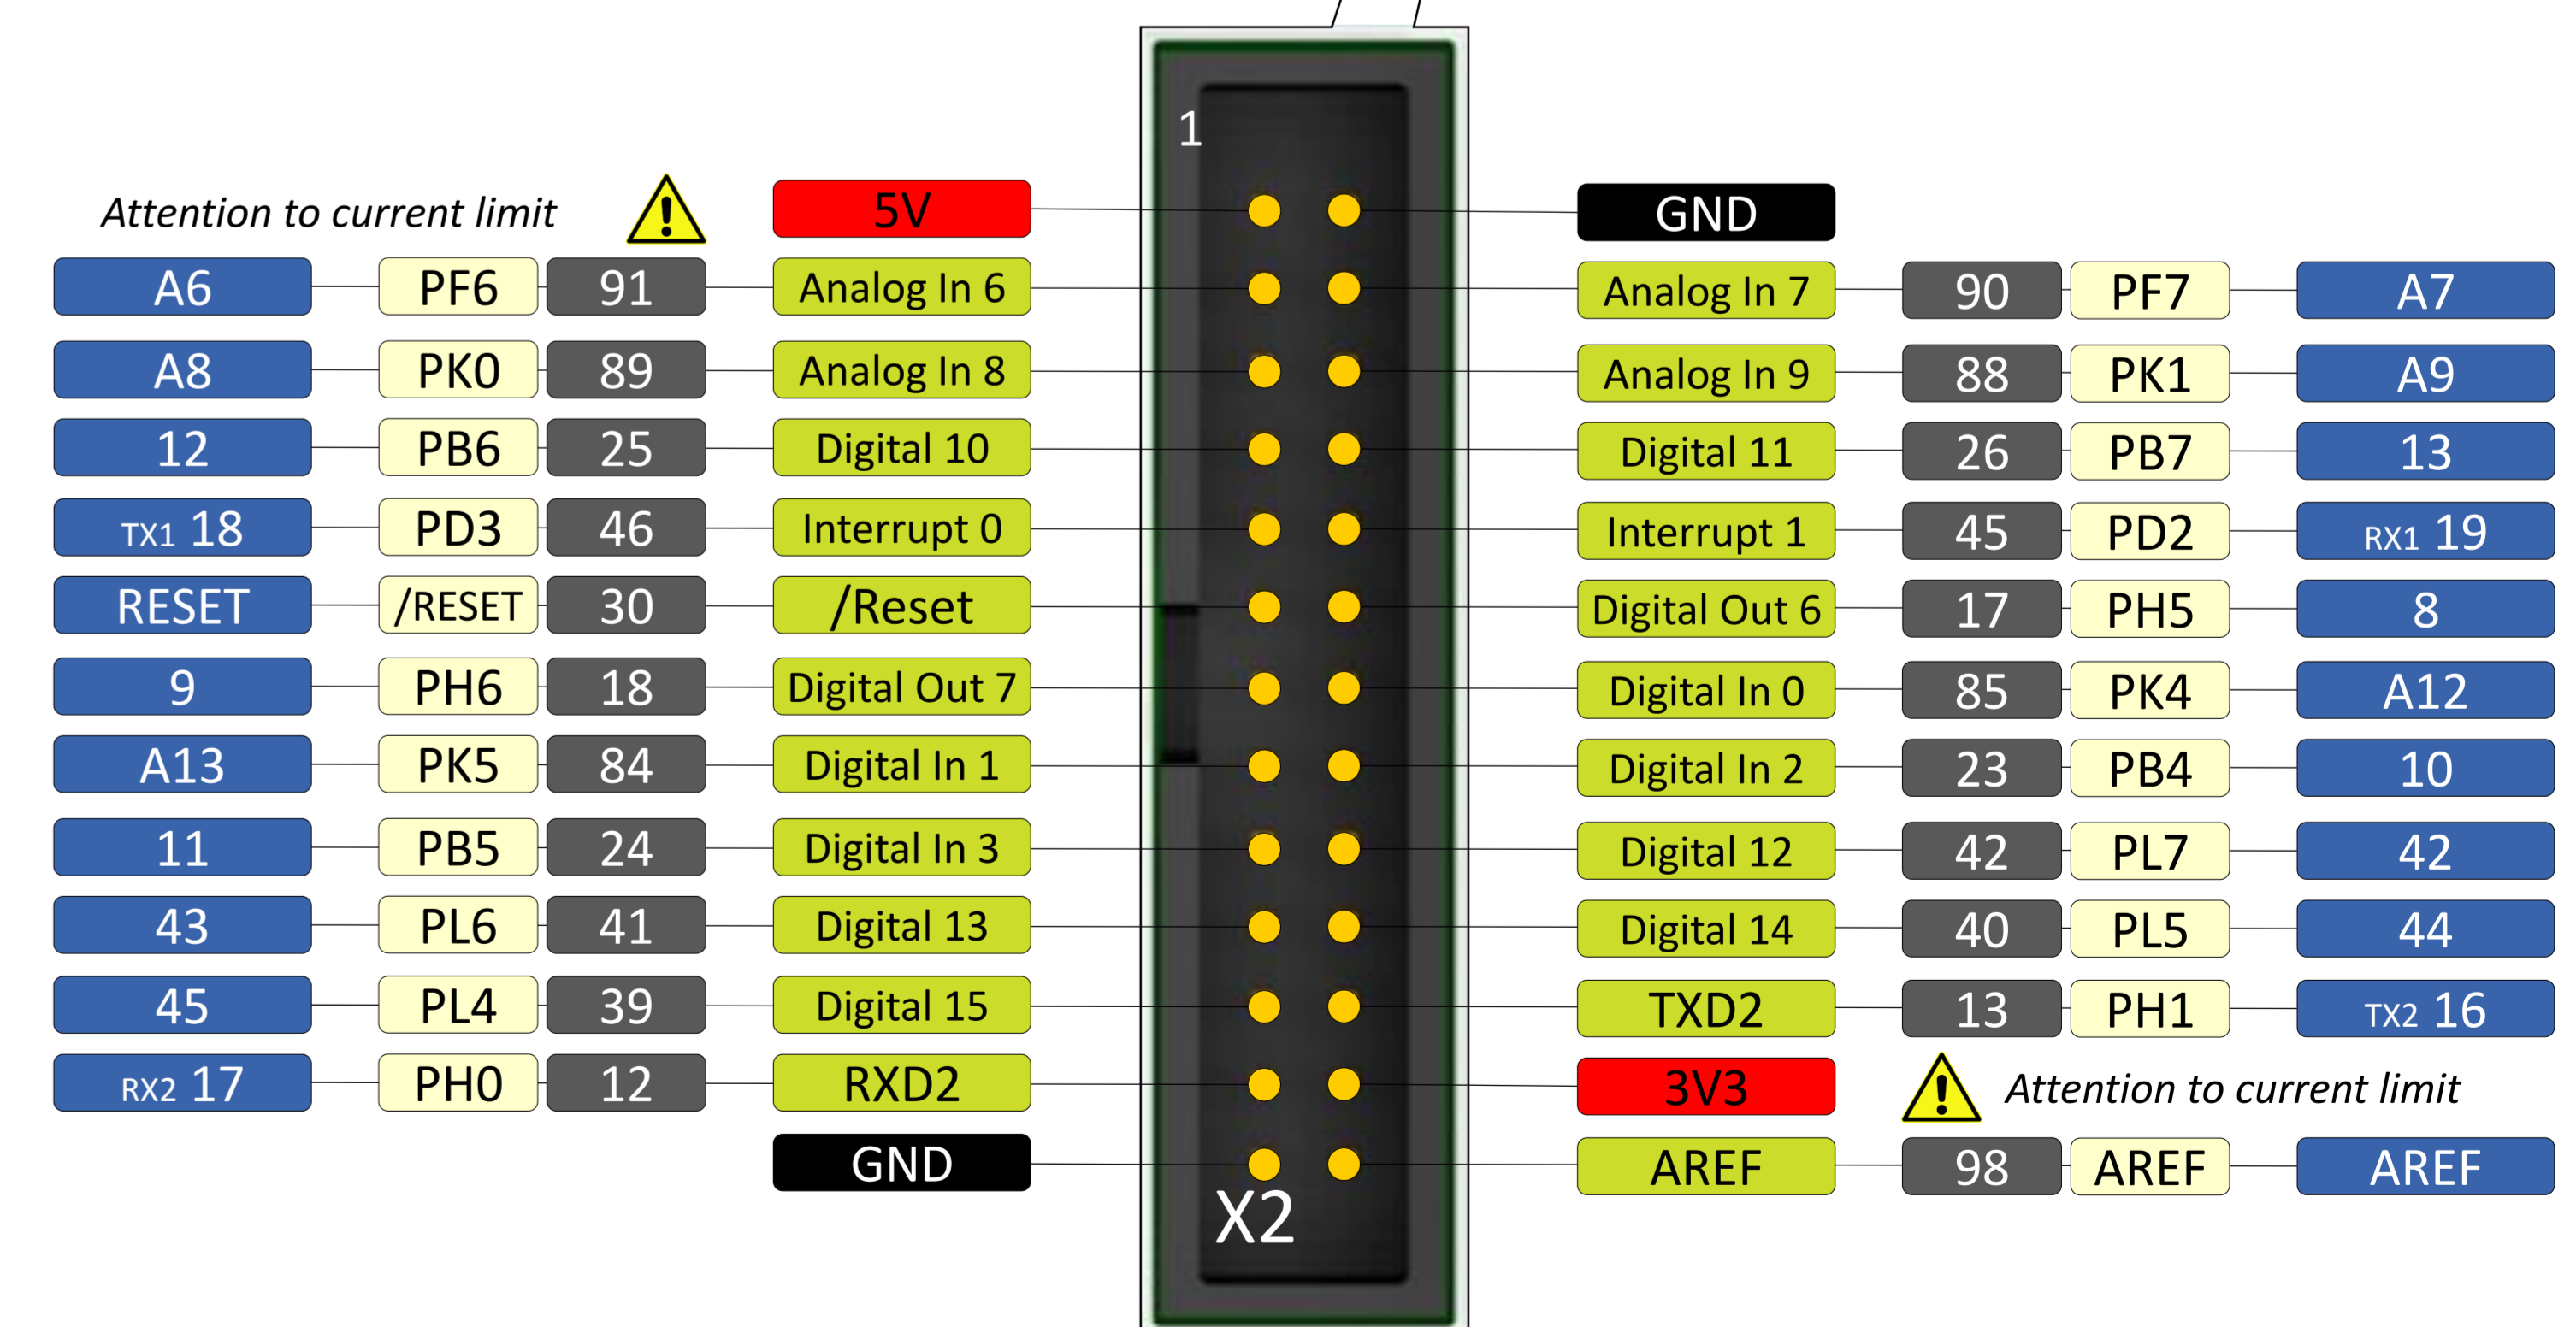 1
Attention to current limit 5V GND
A6 PF6 91 Analog In 6 Analog In 7 90 PF7 A7
A8 PK0 89 Analog In 8 Analog In 9 88 PK1 A9
12 PB6 25 Digital 10 Digital 11 26 PB7 13
TX1 18 PD3 46 Interrupt 0 Interrupt 1 45 PD2 RX1 19
RESET /RESET 30 /Reset Digital Out 6 17 PH5 8
9 PH6 18 Digital Out 7 Digital In 0 85 PK4 A12
A13 PK5 84 Digital In 1 Digital In 2 23 PB4 10
11 PB5 24 Digital In 3 Digital 12 42 PL7 42
43 PL6 41 Digital 13 Digital 14 40 PL5 44
45 PL4 39 Digital 15 TXD2 13 PH1 TX2 16
RX2 17 PH0 12 RXD2 3V3 Attention to current limit
GND AREF 98 AREF AREF
X2